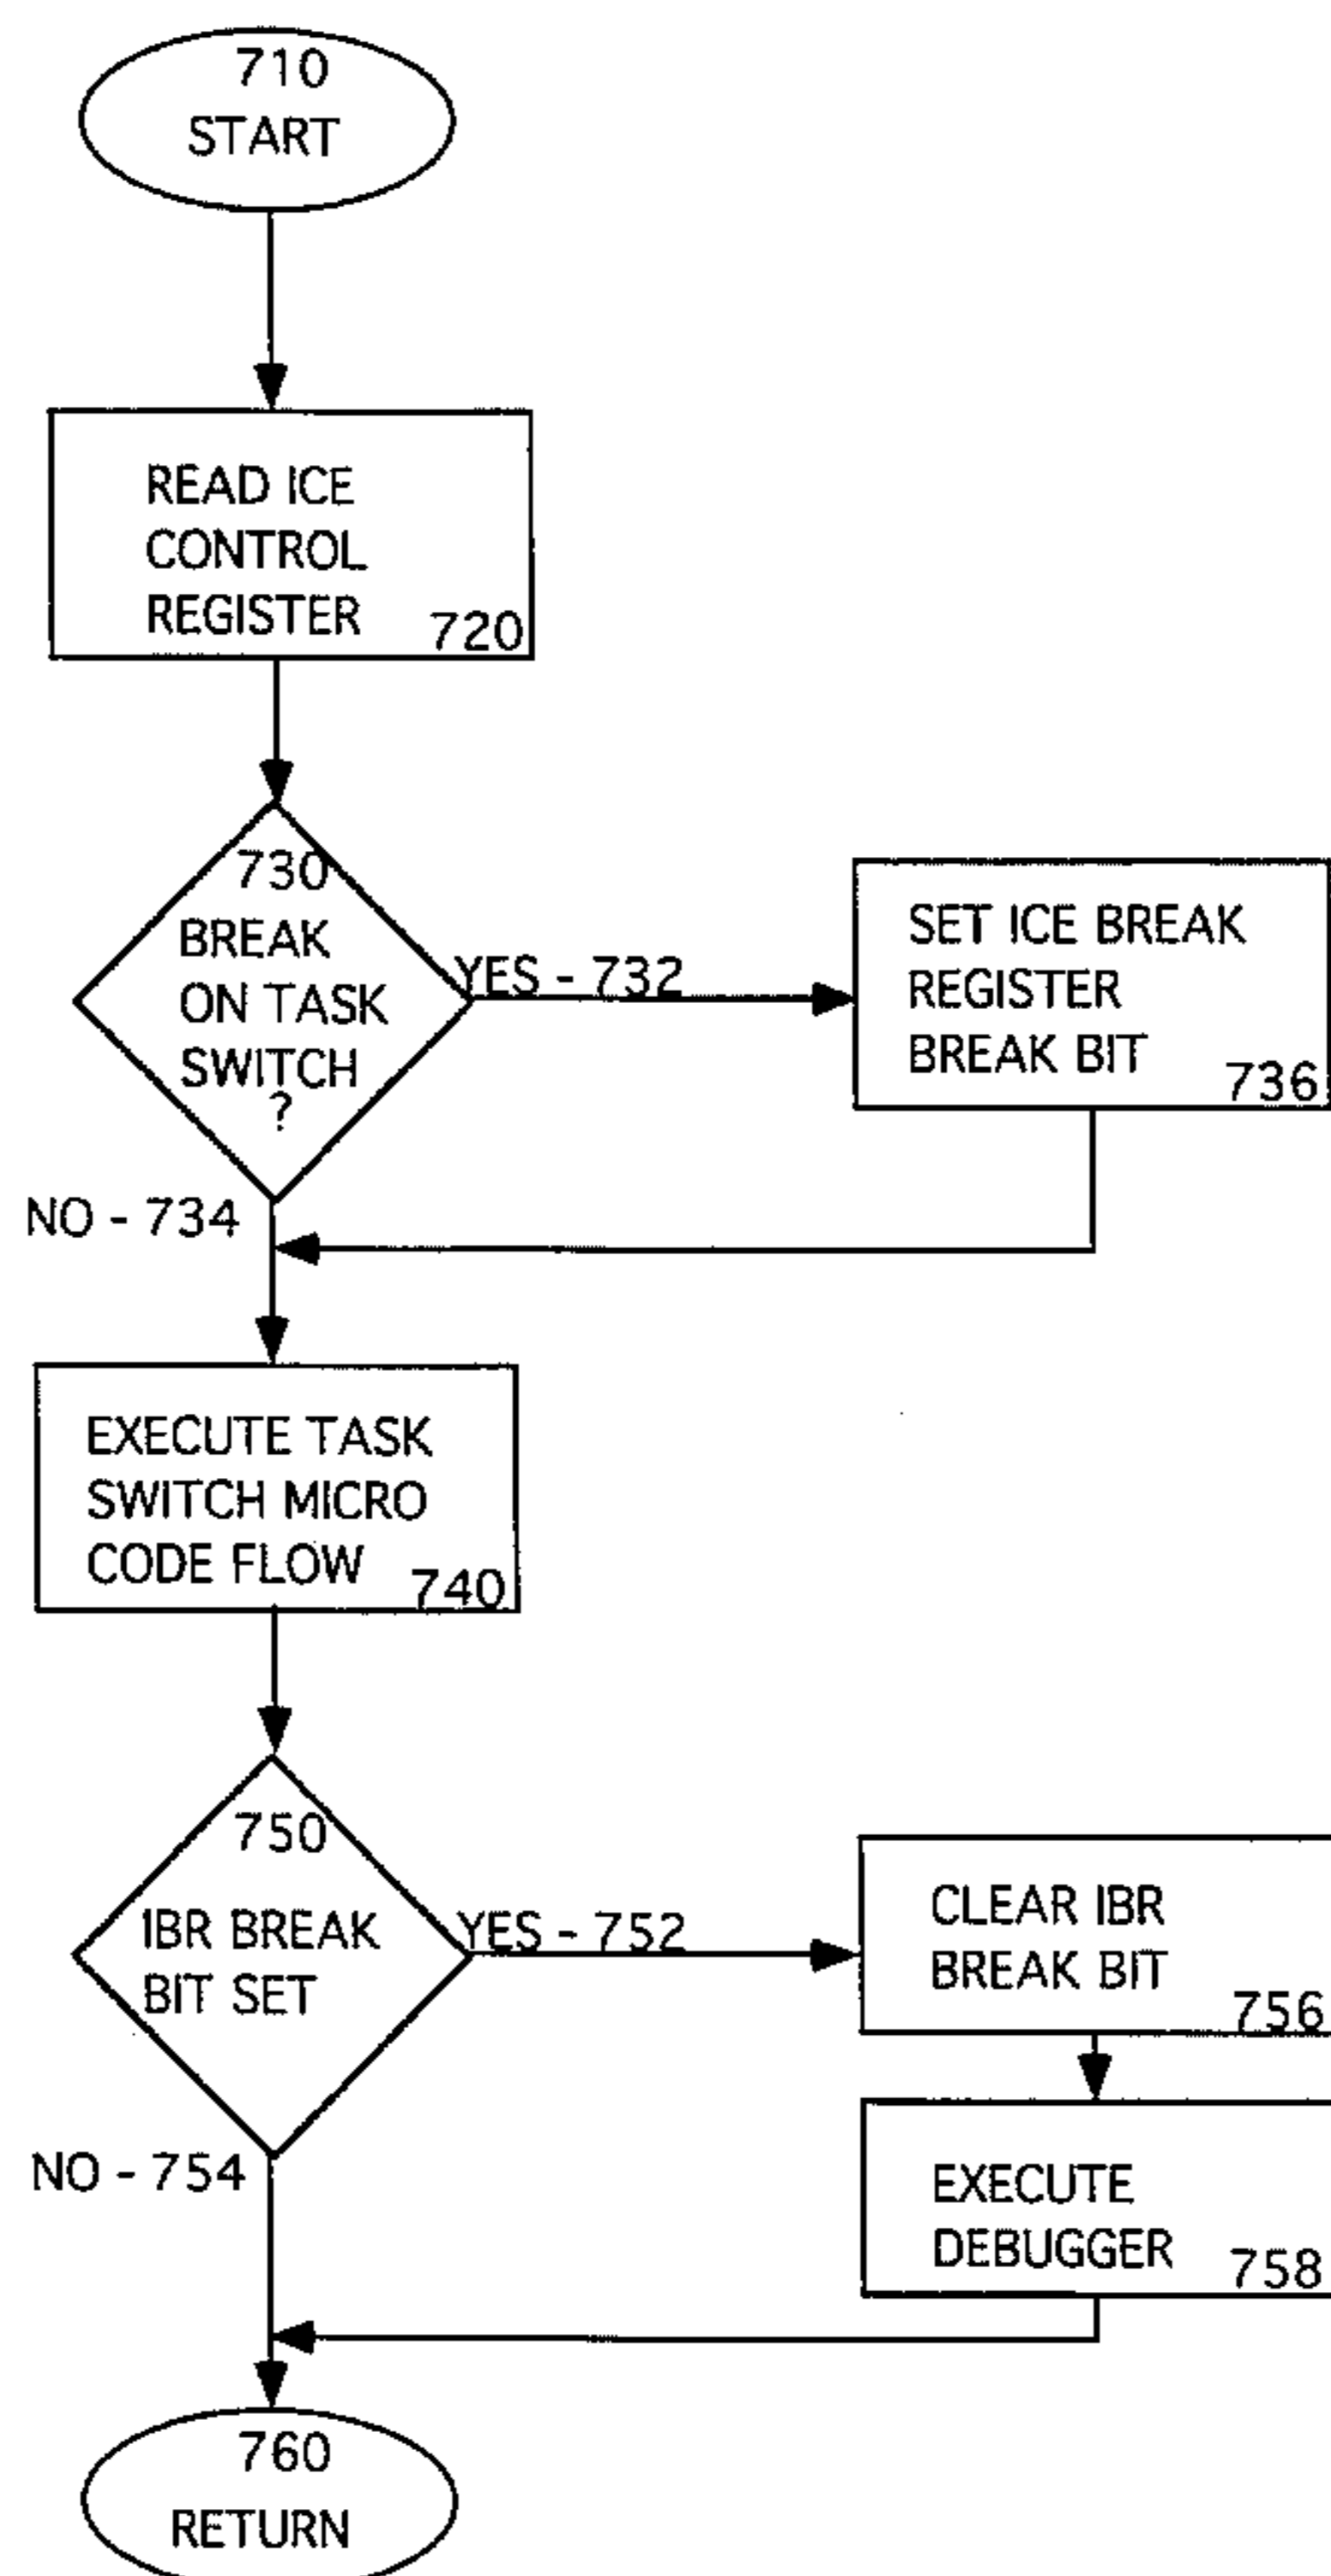 710
START
READ ICE
CONTROL
REGISTER
720
730
BREAK
ON TASK
SWITCH
?
YES - 732
SET ICE BREAK
REGISTER
BREAK BIT
736
NO - 734
EXECUTE TASK
SWITCH MICRO
CODE FLOW
740
750
IBR BREAK
BIT SET
YES - 752
CLEAR IBR
BREAK BIT
756
NO - 754
EXECUTE
DEBUGGER
758
760
RETURN